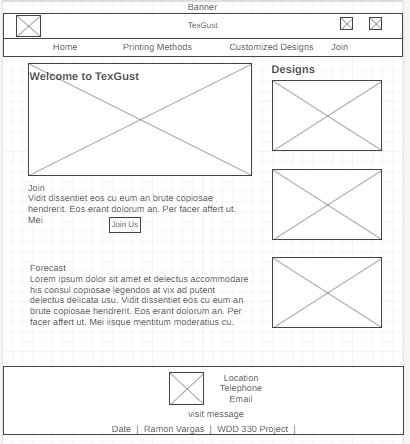 Banner
TexGust
Home Printing Methods Customized Designs Join
Welcome to TexGust
Join
Vidit dissentiet eos cu eum an brute copiosae
hendrerit. Eos erant dolorum an. Per facer affert ut.
Mei
Join Us
Forecast
Lorem ipsum dolor sit amet et delectus accommodare
his consul copiosae legendos at vix ad putent
delectus delicata usu. Vidit dissentiet eos cu eum an
brute copiosae hendrerit. Eos erant dolorum an. Per
facer affert ut. Mei iisque mentitum moderatius cu.
Designs
Location
Telephone
Email
visit message
Date | Ramon Vargas | WDD 330 Project |